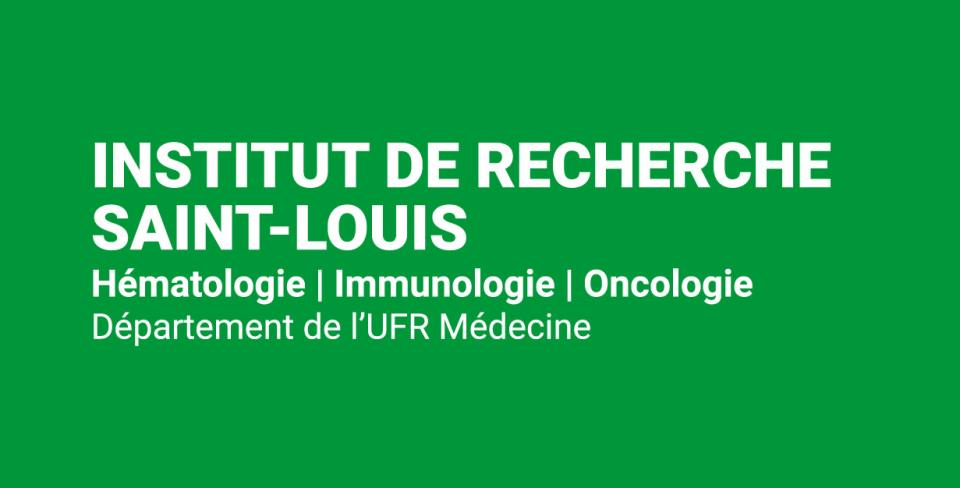 INSTITUT DE RECHERCHE
SAINT-LOUIS
Hématologie | Immunologie | Oncologie
Département de l’UFR Médecine